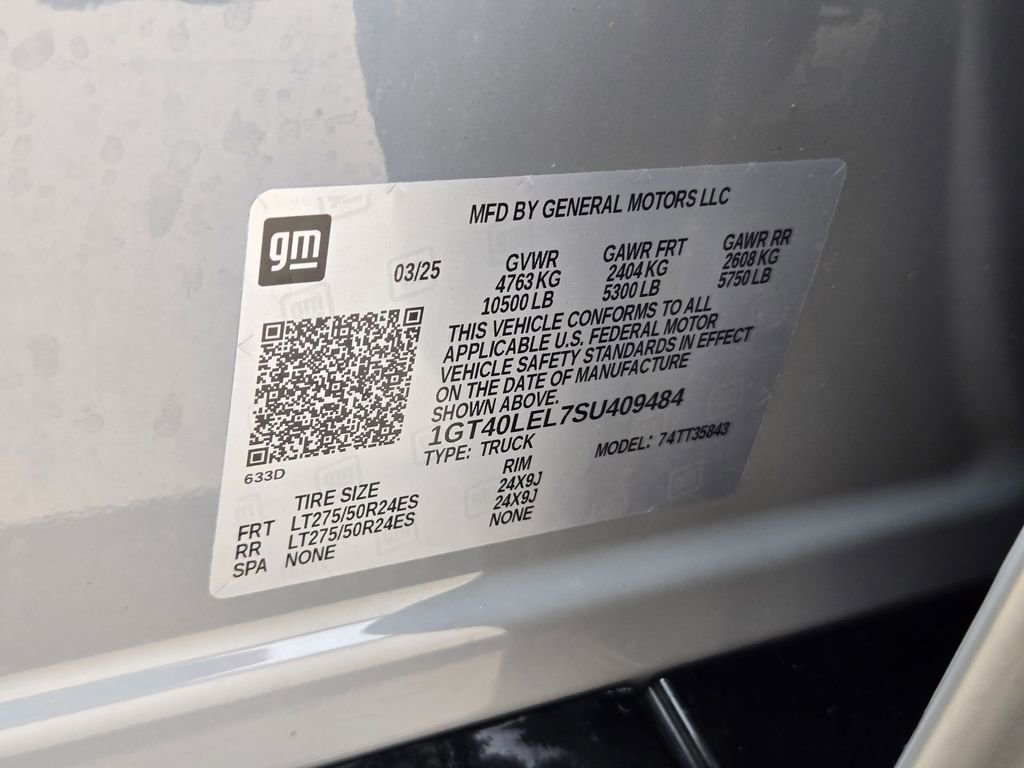 gm
MFD BY GENERAL MOTORS LLC
03/25
GVWR
4763 KG
10500 LB
GAWR FRT
2404 KG
5300 LB
GAWR RR
2608 KG
5750 LB
THIS VEHICLE CONFORMS TO ALL
APPLICABLE U.S. FEDERAL MOTOR
VEHICLE SAFETY STANDARDS IN EFFECT
ON THE DATE OF MANUFACTURE
SHOWN ABOVE.
1GT40LEL7SU409484
TYPE: TRUCK
MODEL: 74TT35843
633D
TIRE SIZE RIM
FRT LT275/50R24ES 24X9J
RR LT275/50R24ES 24X9J
SPA NONE NONE